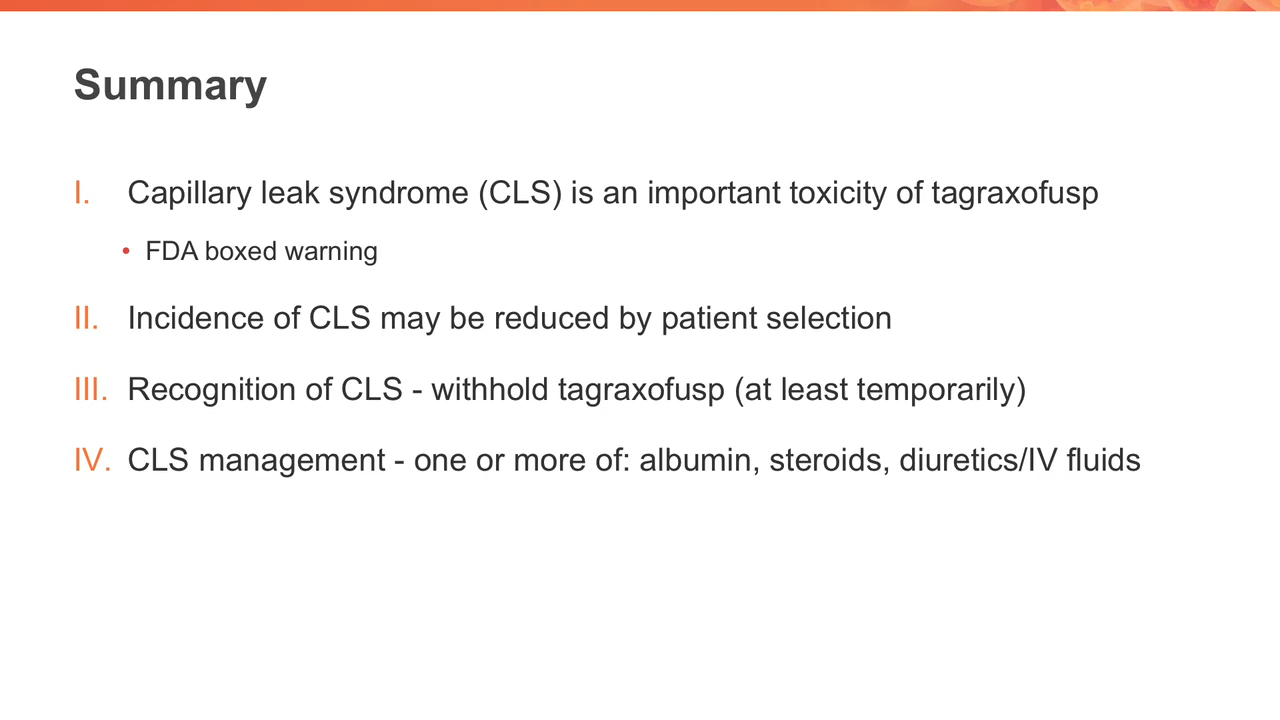 Summary
I. Capillary leak syndrome (CLS) is an important toxicity of tagraxofusp
• FDA boxed warning
II. Incidence of CLS may be reduced by patient selection
III. Recognition of CLS - withhold tagraxofusp (at least temporarily)
IV. CLS management - one or more of: albumin, steroids, diuretics/IV fluids